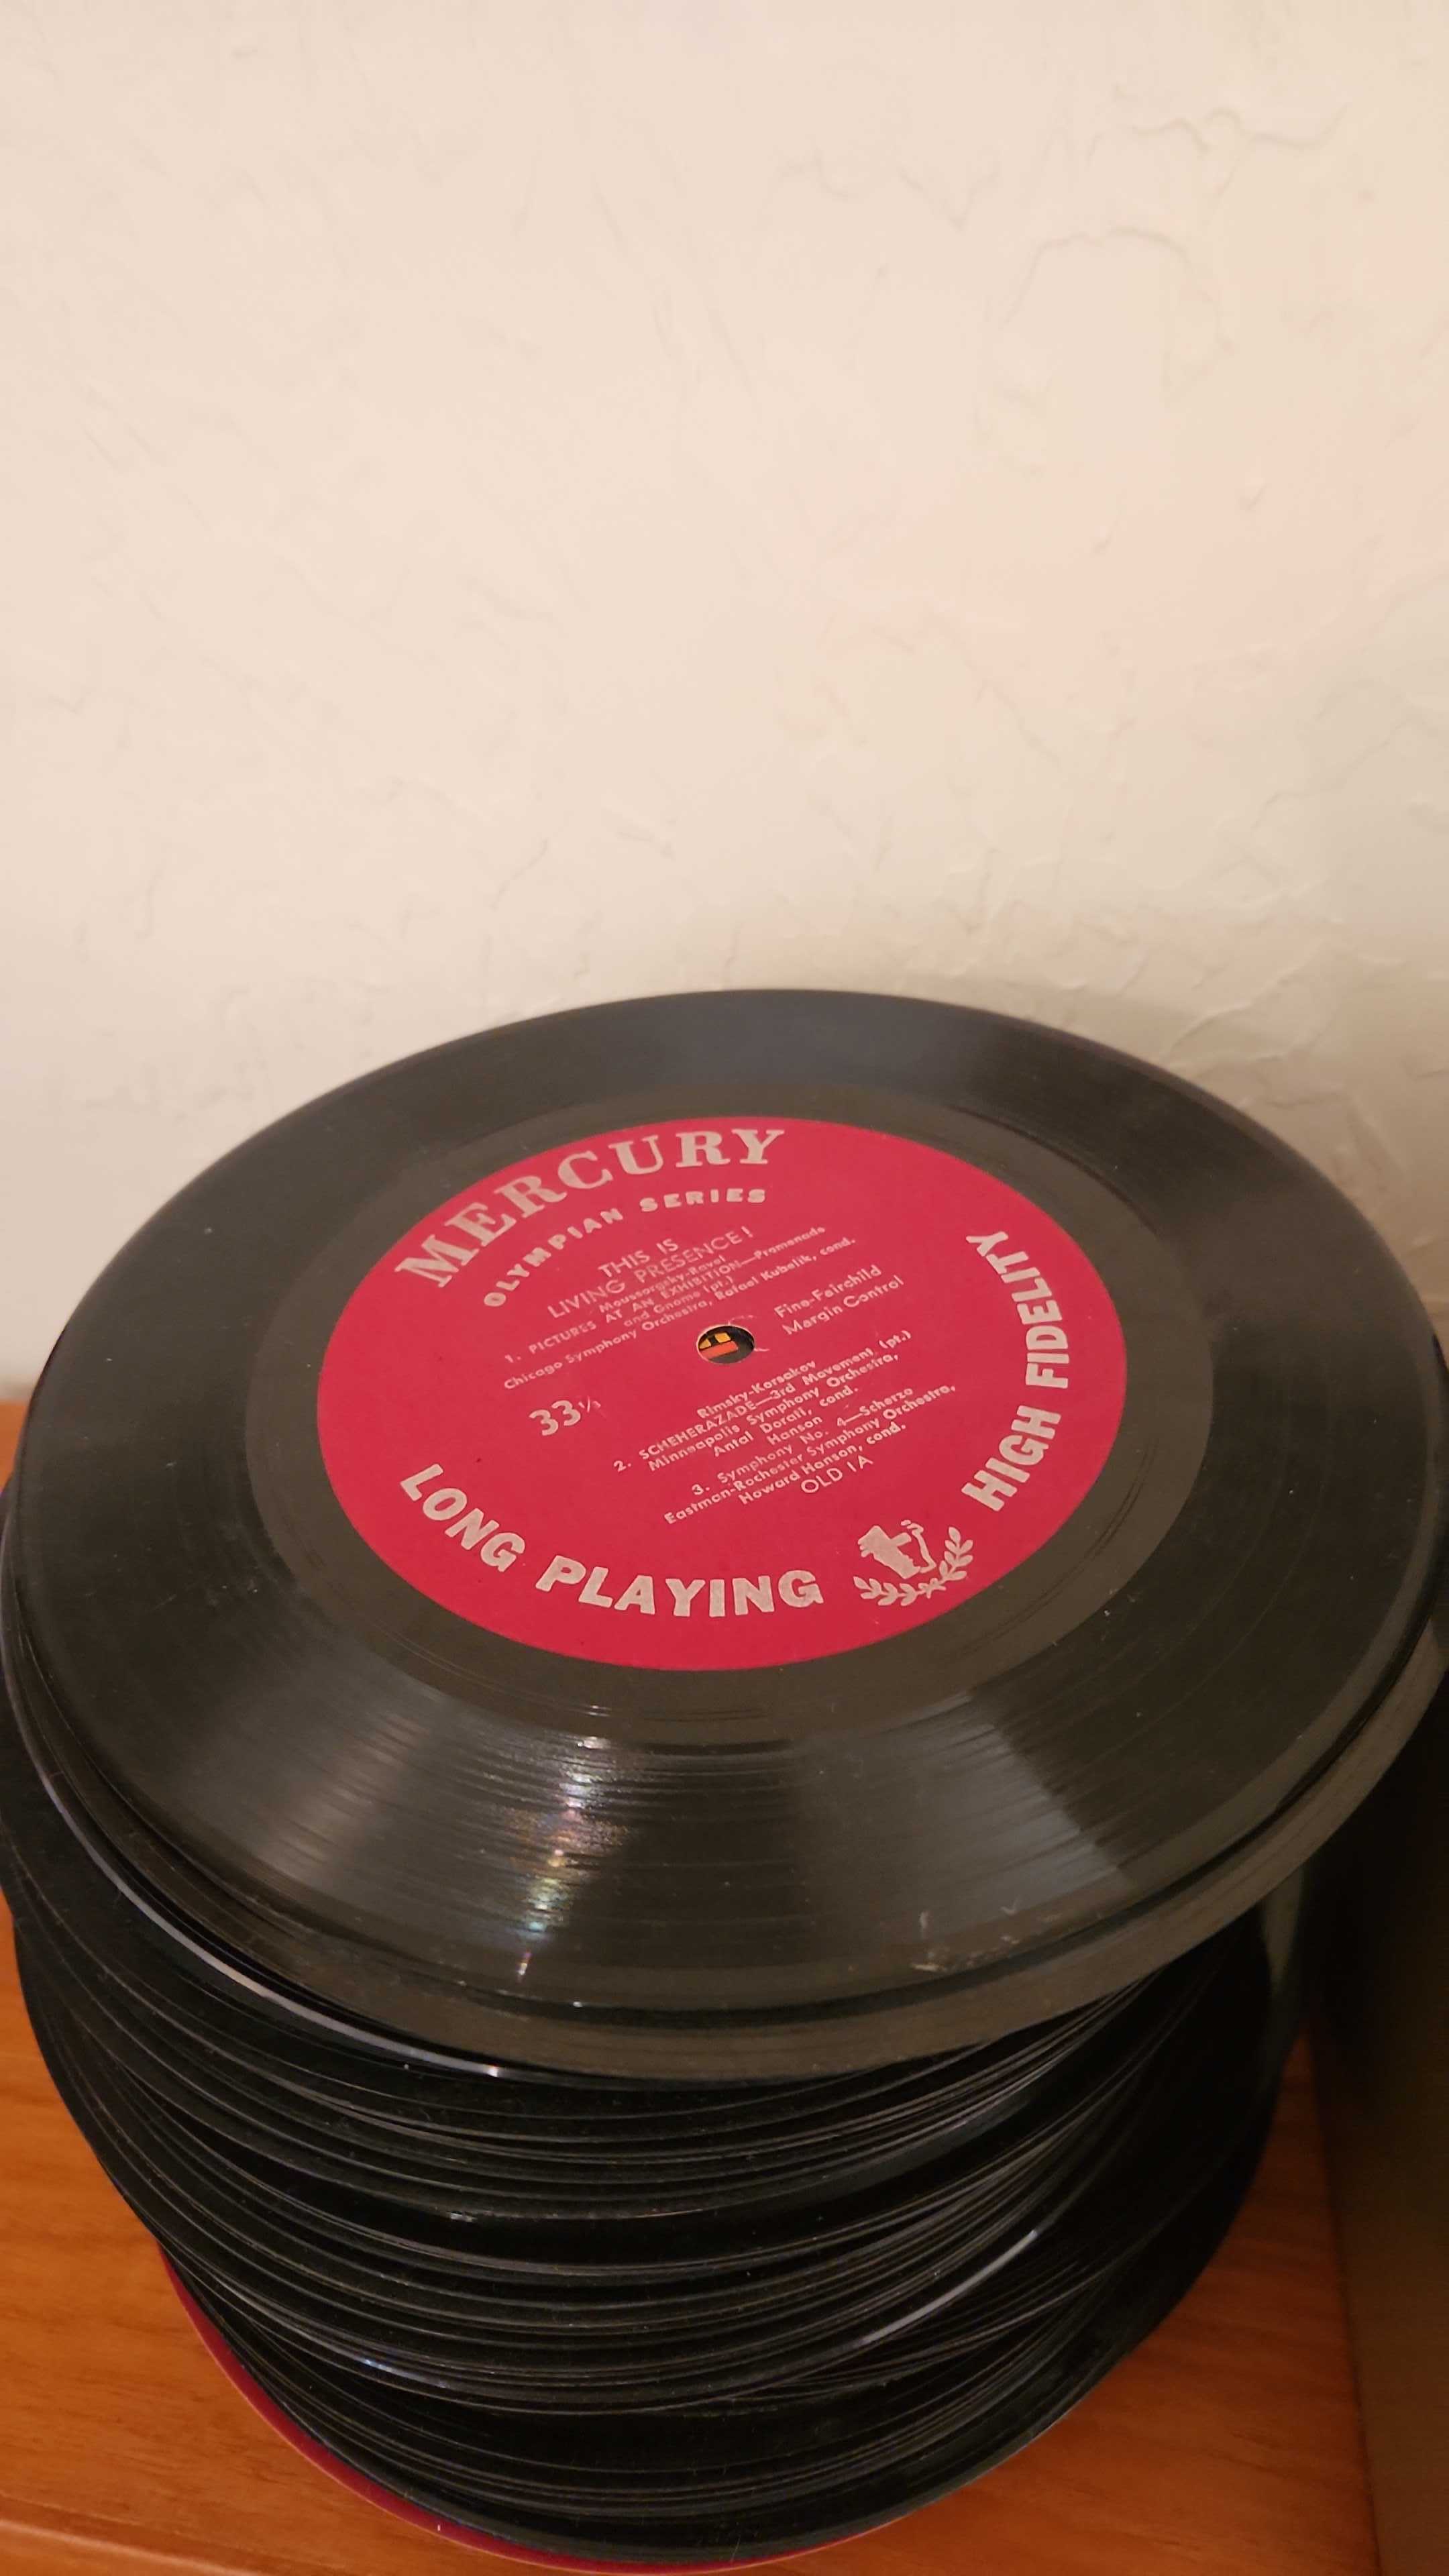 MERCURY
OLYMPIAN SERIES
THIS IS
LIVING PRESENCE!
Moussorgsky-Ravel
1. PICTURES AT AN EXHIBITION—Promenade
and Gnome (pt.)
Chicago Symphony Orchestra, Rafael Kubelik, cond.
Fine-Fairchild
Margin Control
33 1/3
Rimsky-Korsakov
2. SCHEHERAZADE—3rd Movement (pt.)
Minneapolis Symphony Orchestra,
Antal Dorati, cond.
Hanson
3. Symphony No. 4—Scherzo
Eastman-Rochester Symphony Orchestra,
Howard Hanson, cond.
OLD 1A
LONG PLAYING
HIGH FIDELITY